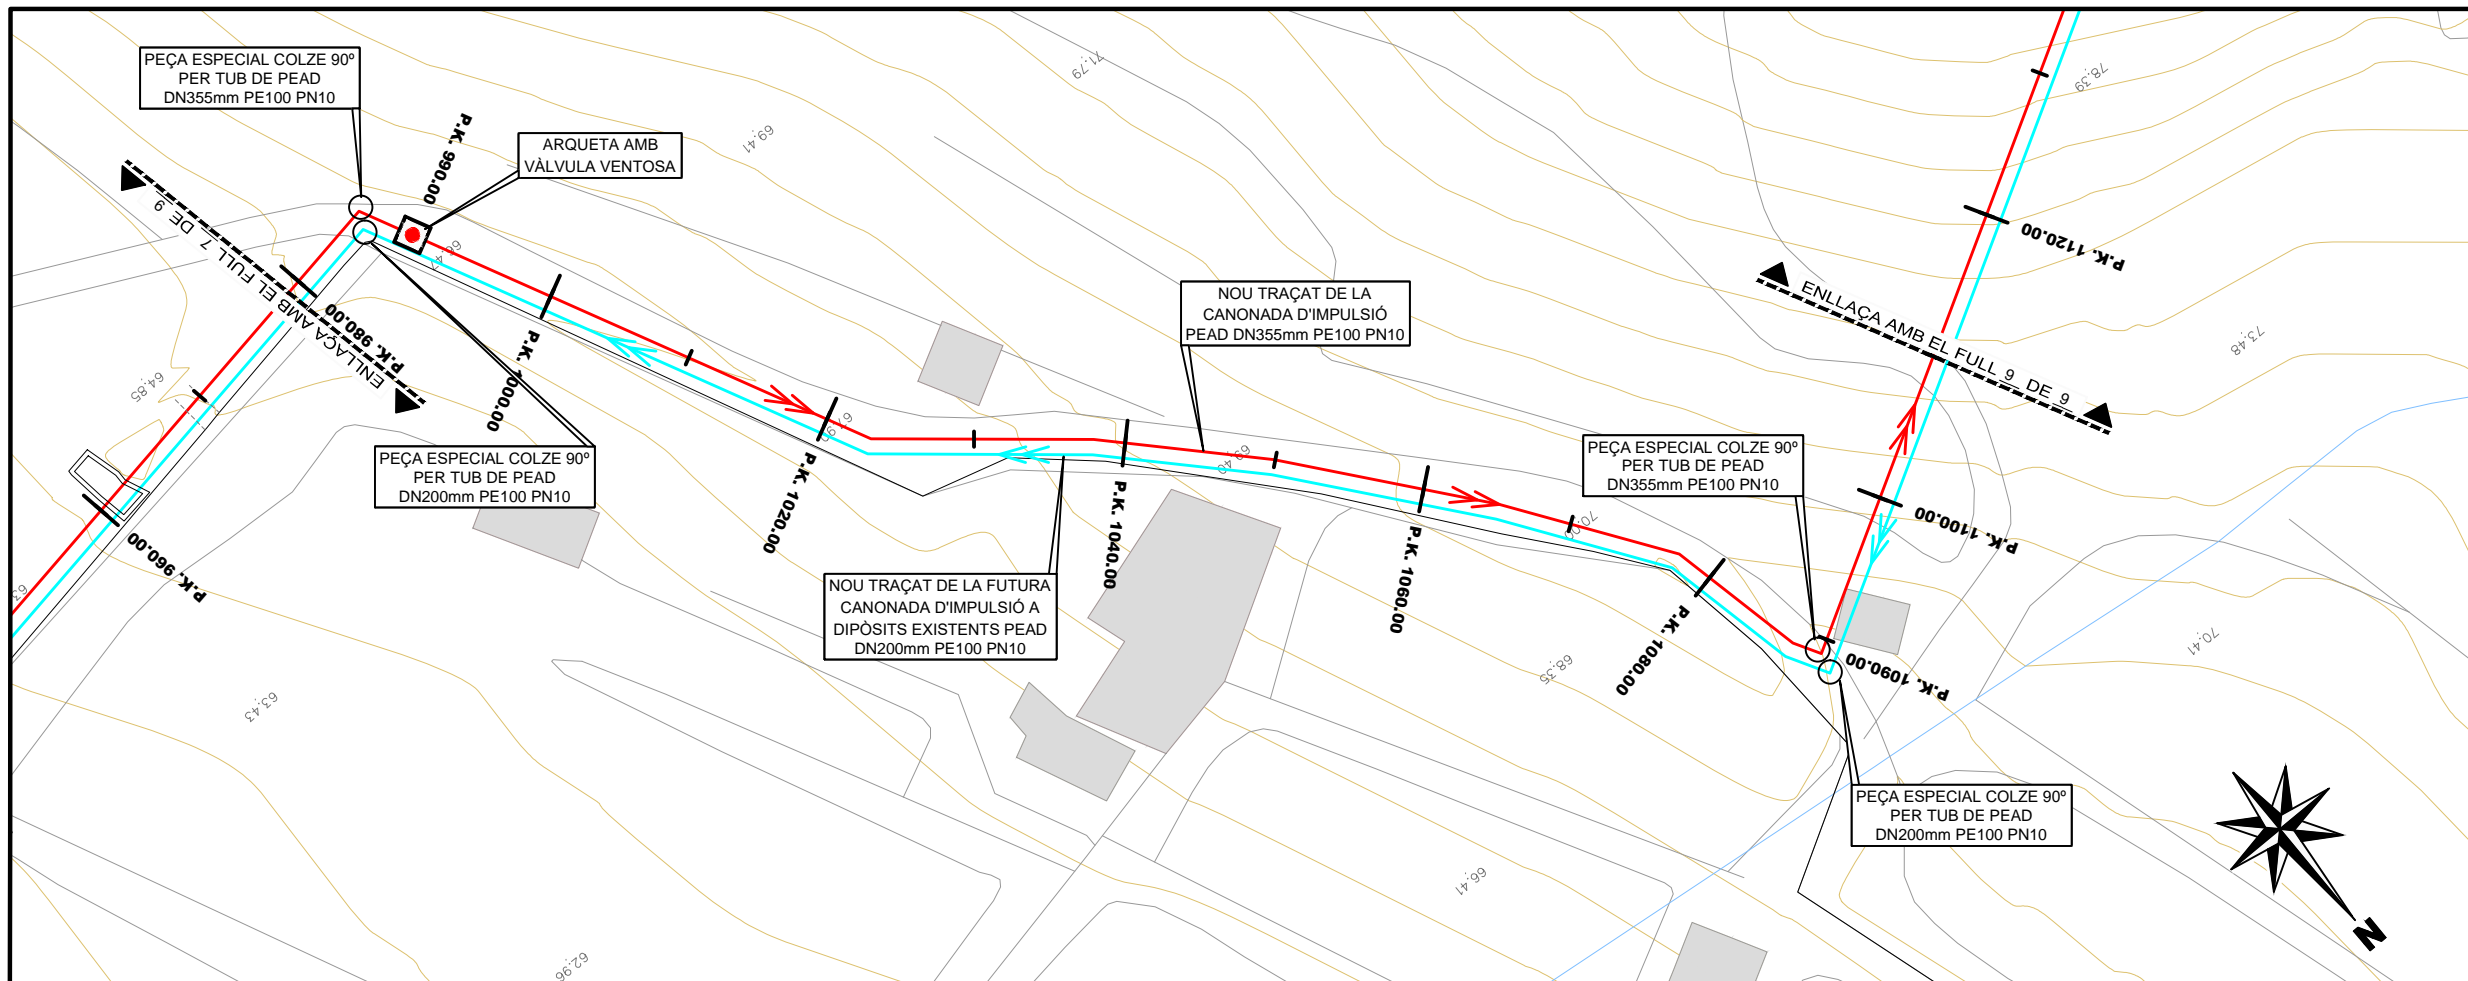 PEÇA ESPECIAL COLZE 90º
PER TUB DE PEAD
DN355mm PE100 PN10
ARQUETA AMB
VÀLVULA VENTOSA
P.K. 990.00
71,79
69,41
78,39
ENLLAÇA AMB EL FULL 7 DE 9
P.K. 980.00
P.K. 1120.00
NOU TRAÇAT DE LA
CANONADA D'IMPULSIÓ
PEAD DN355mm PE100 PN10
ENLLAÇA AMB EL FULL 9 DE 9
73,48
64,85
P.K. 1000.00
PEÇA ESPECIAL COLZE 90º
PER TUB DE PEAD
DN200mm PE100 PN10
P.K. 1020.00
69,40
PEÇA ESPECIAL COLZE 90º
PER TUB DE PEAD
DN355mm PE100 PN10
P.K. 960.00
P.K. 1040.00
P.K. 1060.00
70,00
P.K. 1100.00
NOU TRAÇAT DE LA FUTURA
CANONADA D'IMPULSIÓ A
DIPÒSITS EXISTENTS PEAD
DN200mm PE100 PN10
P.K. 1080.00
P.K. 1090.00
68,35
70,41
63
63,43
PEÇA ESPECIAL COLZE 90º
PER TUB DE PEAD
DN200mm PE100 PN10
66,41
62,96
N